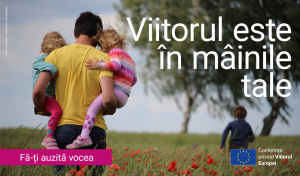 Viitorul este
în mâinile
tale
Fă-ți auzită vocea
Conferința
privind Viitorul
Europei